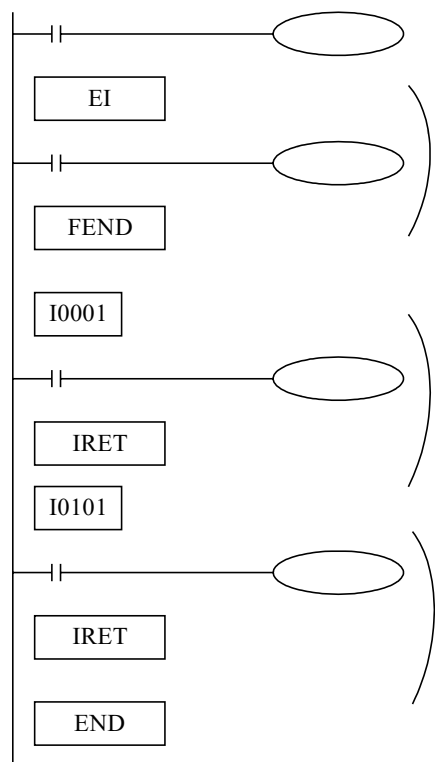 EI
FEND
I0001
IRET
I0101
IRET
END